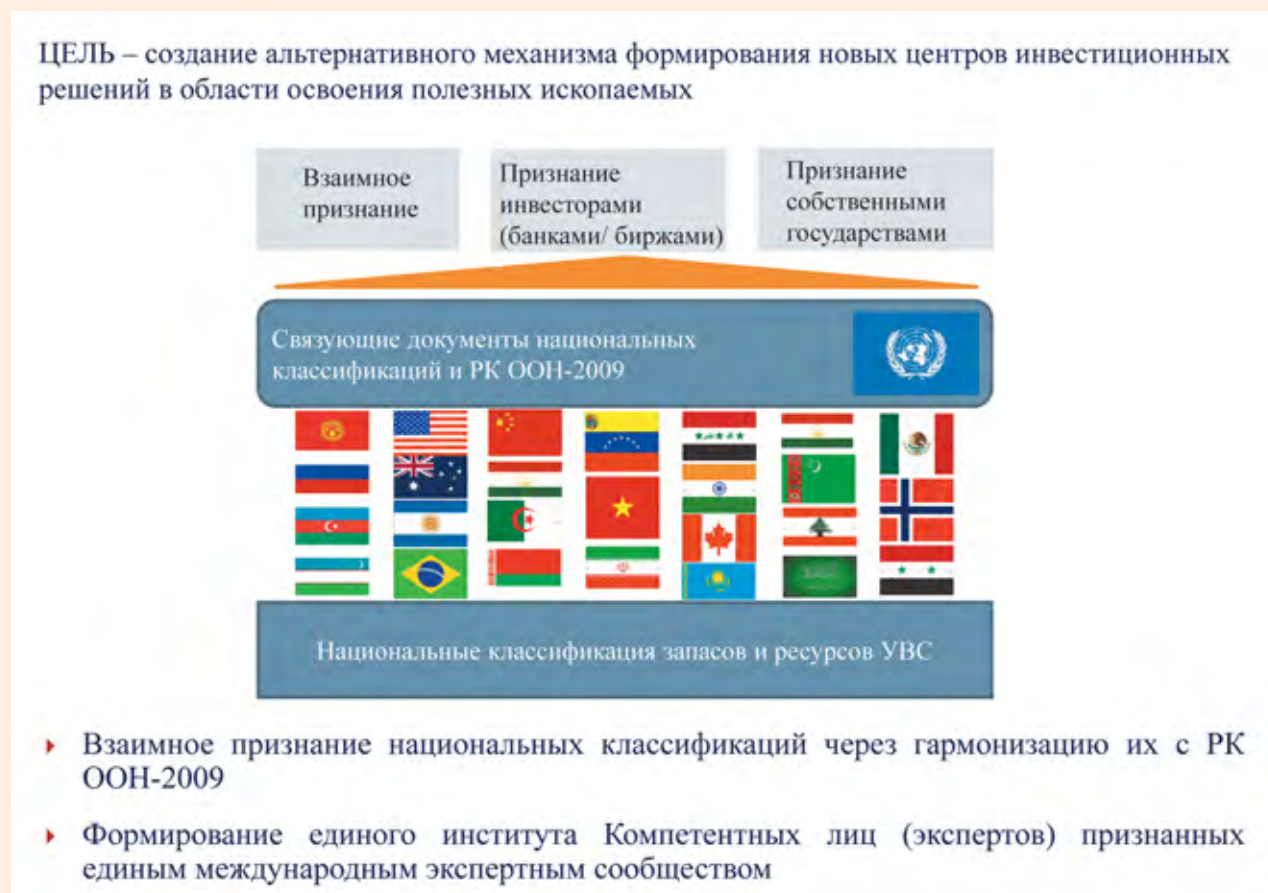 ЦЕЛЬ – создание альтернативного механизма формирования новых центров инвестиционных
решений в области освоения полезных ископаемых
Взаимное
признание
Признание
инвесторами
(банками/ биржами)
Признание
собственными
государствами
Связующие документы национальных
классификаций и РК ООН-2009
Национальные классификация запасов и ресурсов УВС
Взаимное признание национальных классификаций через гармонизацию их с РК
ООН-2009
Формирование единого института Компетентных лиц (экспертов) признанных
единым международным экспертным сообществом